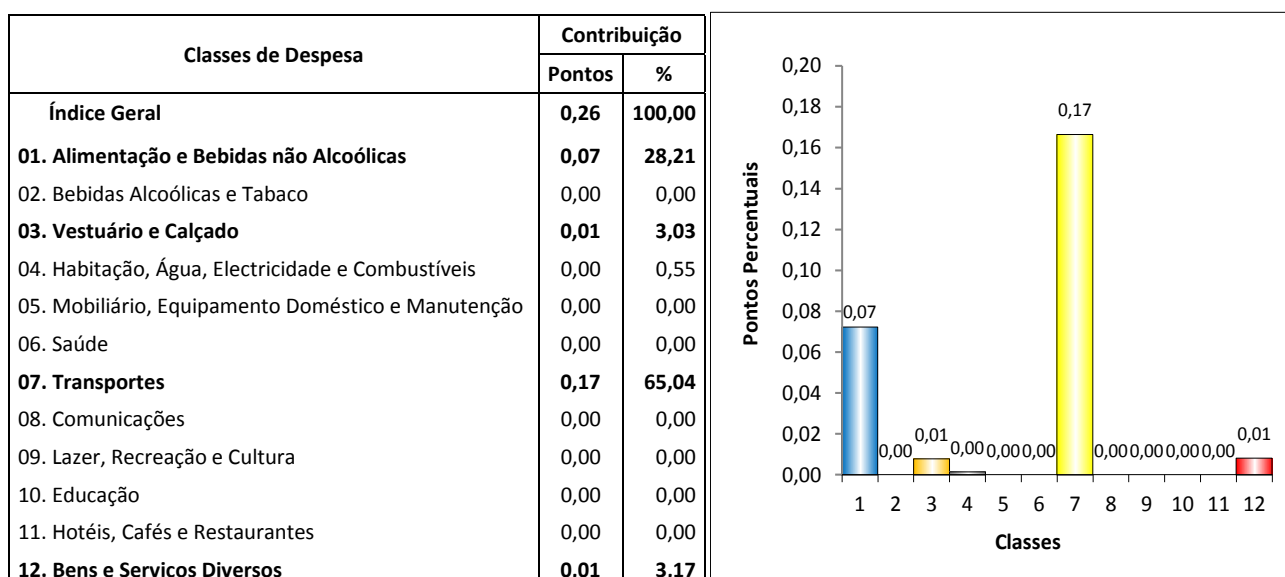 Classes de Despesa Contribuição
Pontos %
Índice Geral 0,26 100,00
01. Alimentação e Bebidas não Alcoólicas 0,07 28,21
02. Bebidas Alcoólicas e Tabaco 0,00 0,00
03. Vestuário e Calçado 0,01 3,03
04. Habitação, Água, Electricidade e Combustíveis 0,00 0,55
05. Mobiliário, Equipamento Doméstico e Manutenção 0,00 0,00
06. Saúde 0,00 0,00
07. Transportes 0,17 65,04
08. Comunicações 0,00 0,00
09. Lazer, Recreação e Cultura 0,00 0,00
10. Educação 0,00 0,00
11. Hotéis, Cafés e Restaurantes 0,00 0,00
12. Bens e Serviços Diversos 0,01 3,17
Pontos Percentuais
0,20
0,18
0,16
0,14
0,12
0,10
0,08
0,06
0,04
0,02
0,00
0,07 0,00 0,01 0,00 0,00 0,00 0,17 0,00 0,00 0,00 0,00 0,01
1 2 3 4 5 6 7 8 9 10 11 12
Classes